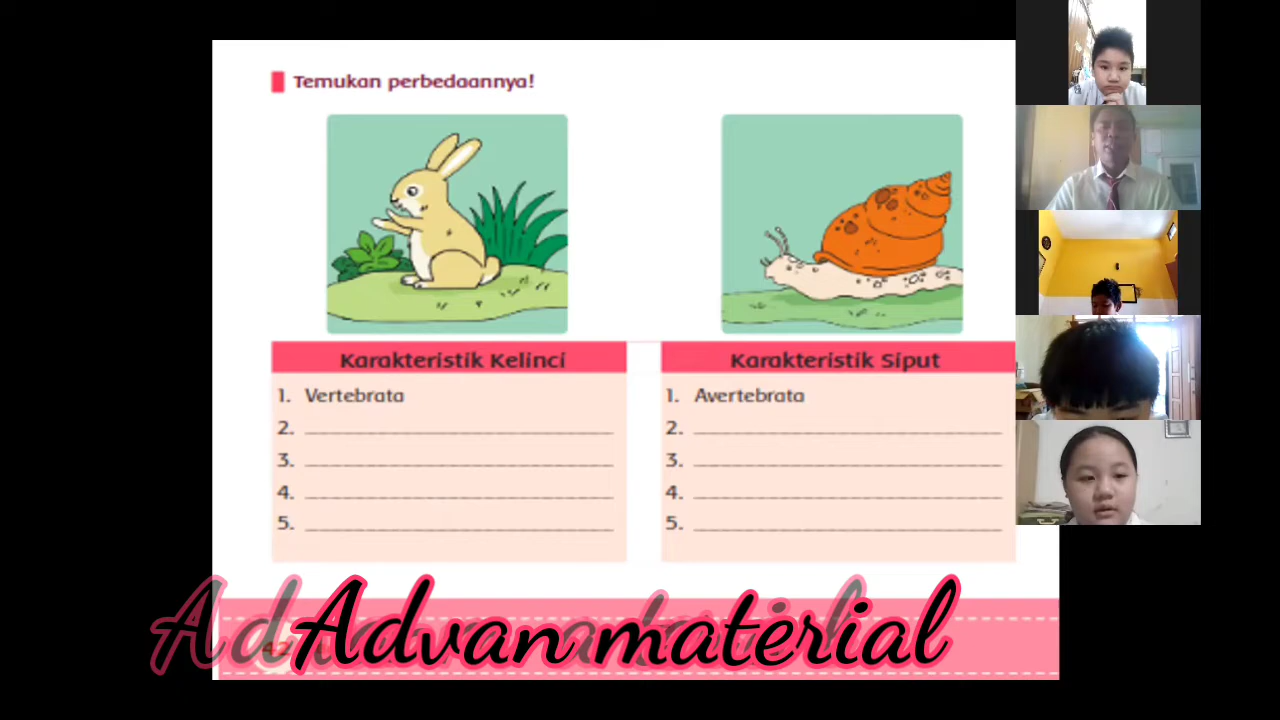 Temukan perbedaannya!
Karakteristik Kelinci
1. Vertebrata
2.
3.
4.
5.
Karakteristik Siput
1. Avertebrata
2.
3.
4.
5.
42
Advan material